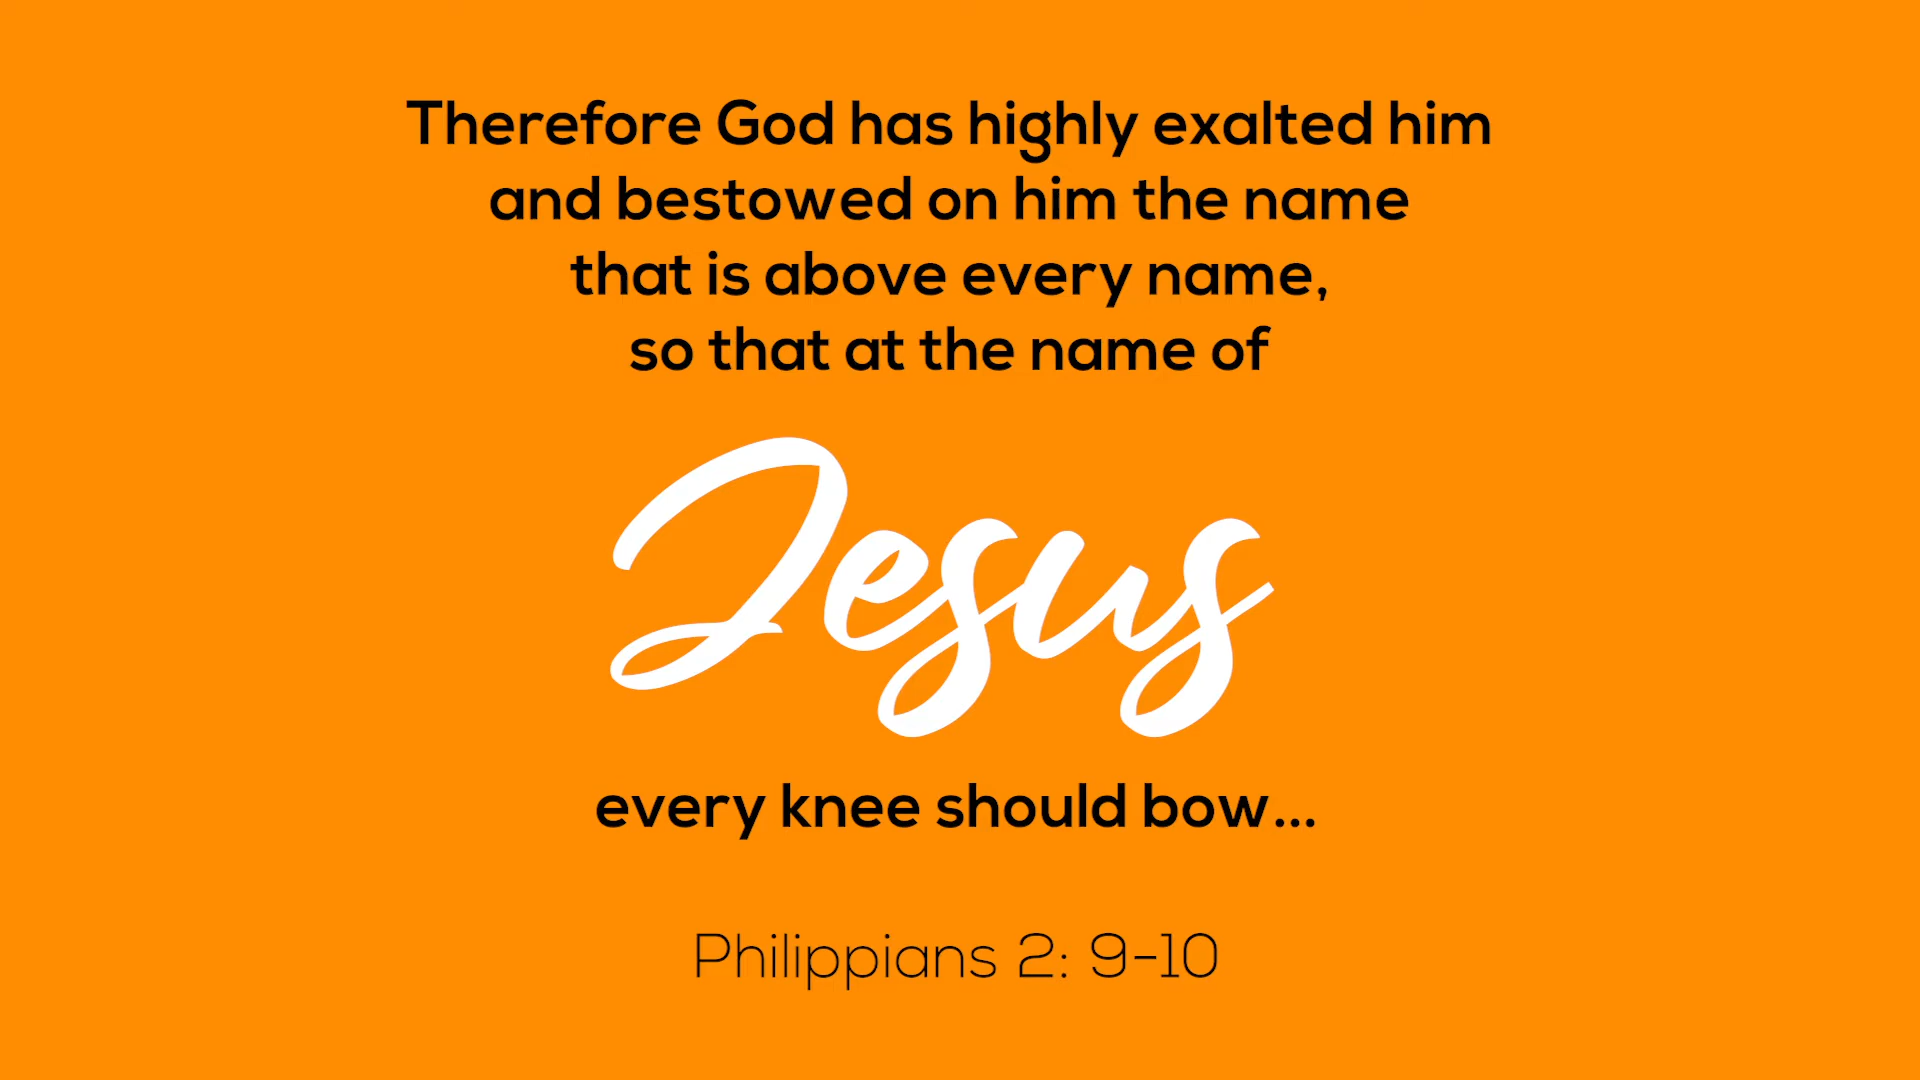 Therefore God has highly exalted him
and bestowed on him the name
that is above every name,
so that at the name of
Jesus
every knee should bow...
Philippians 2: 9-10